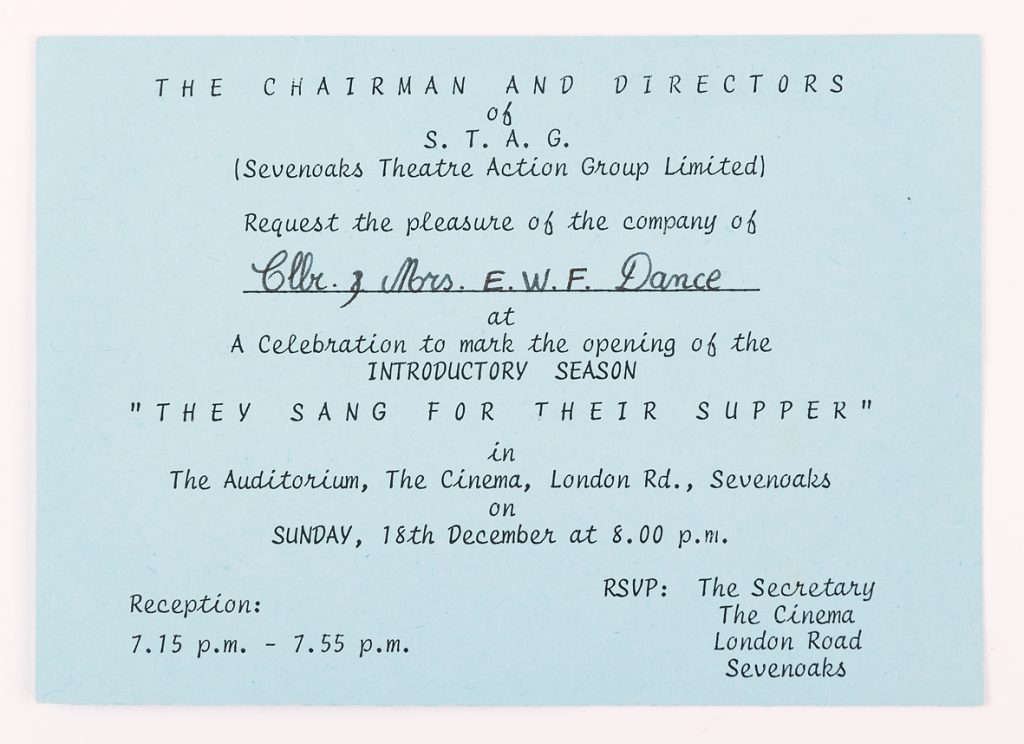 THE CHAIRMAN AND DIRECTORS
of
S. T. A. G.
(Sevenoaks Theatre Action Group Limited)
Request the pleasure of the company of
Cllr. & Mrs. E. W. F. Dance
at
A Celebration to mark the opening of the
INTRODUCTORY SEASON
"THEY SANG FOR THEIR SUPPER"
in
The Auditorium, The Cinema, London Rd., Sevenoaks
on
SUNDAY, 18th December at 8.00 p.m.
Reception:
7.15 p.m. - 7.55 p.m.
RSVP: The Secretary
The Cinema
London Road
Sevenoaks